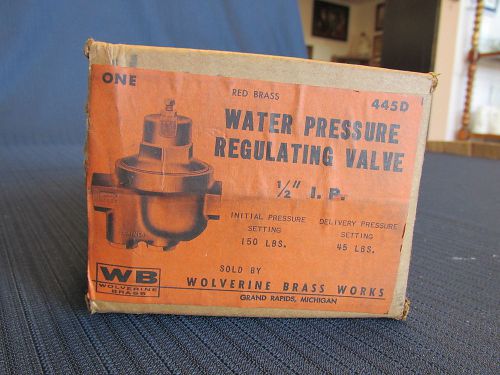 ONE
RED BRASS
445D
WATER PRESSURE
REGULATING VALVE
1/2" I.P.
INITIAL PRESSURE
SETTING
150 LBS.
DELIVERY PRESSURE
SETTING
45 LBS.
WB
WOLVERINE
BRASS
SOLD BY
WOLVERINE BRASS WORKS
GRAND RAPIDS, MICHIGAN